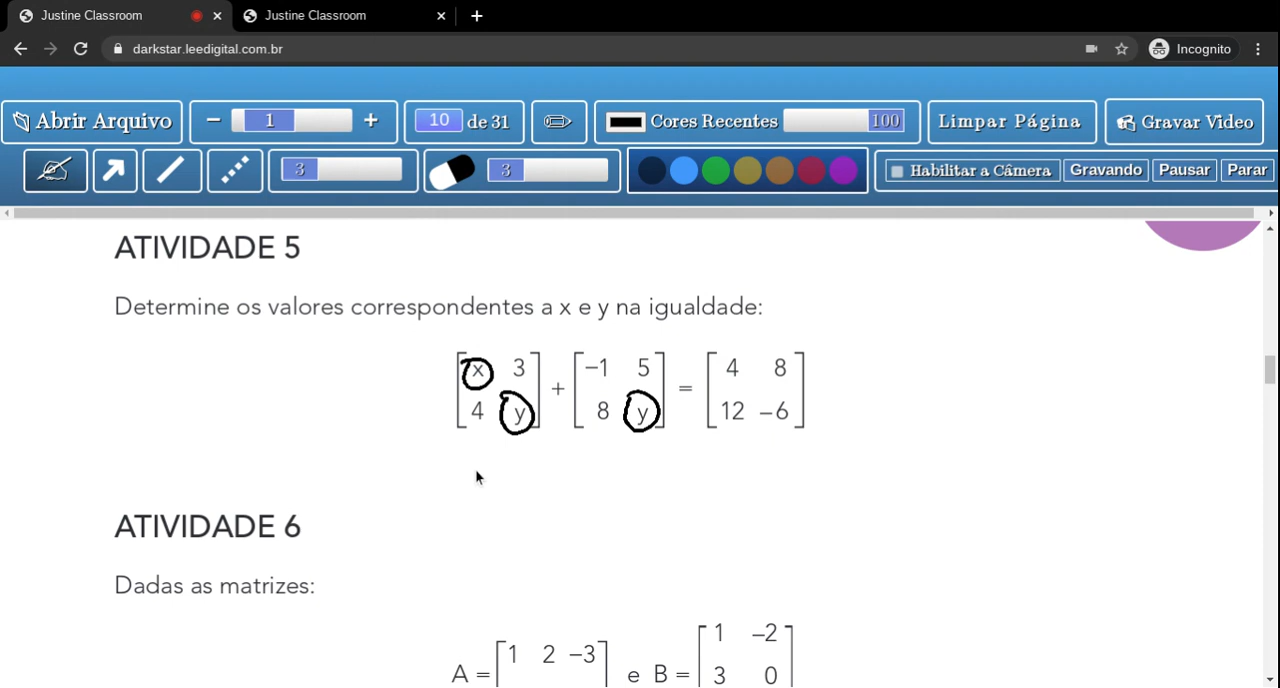 Justine Classroom Justine Classroom
darkstar.leedigital.com.br Incognito
Abrir Arquivo − 1 + 10 de 31 Cores Recentes 100 Limpar Página Gravar Video
3 3 Habilitar a Câmera Gravando Pausar Parar
ATIVIDADE 5
Determine os valores correspondentes a x e y na igualdade:
x 3 −1 5 4 8
+ =
4 y 8 y 12 −6
ATIVIDADE 6
Dadas as matrizes:
1 −2
1 2 −3
A = e B = 3 0